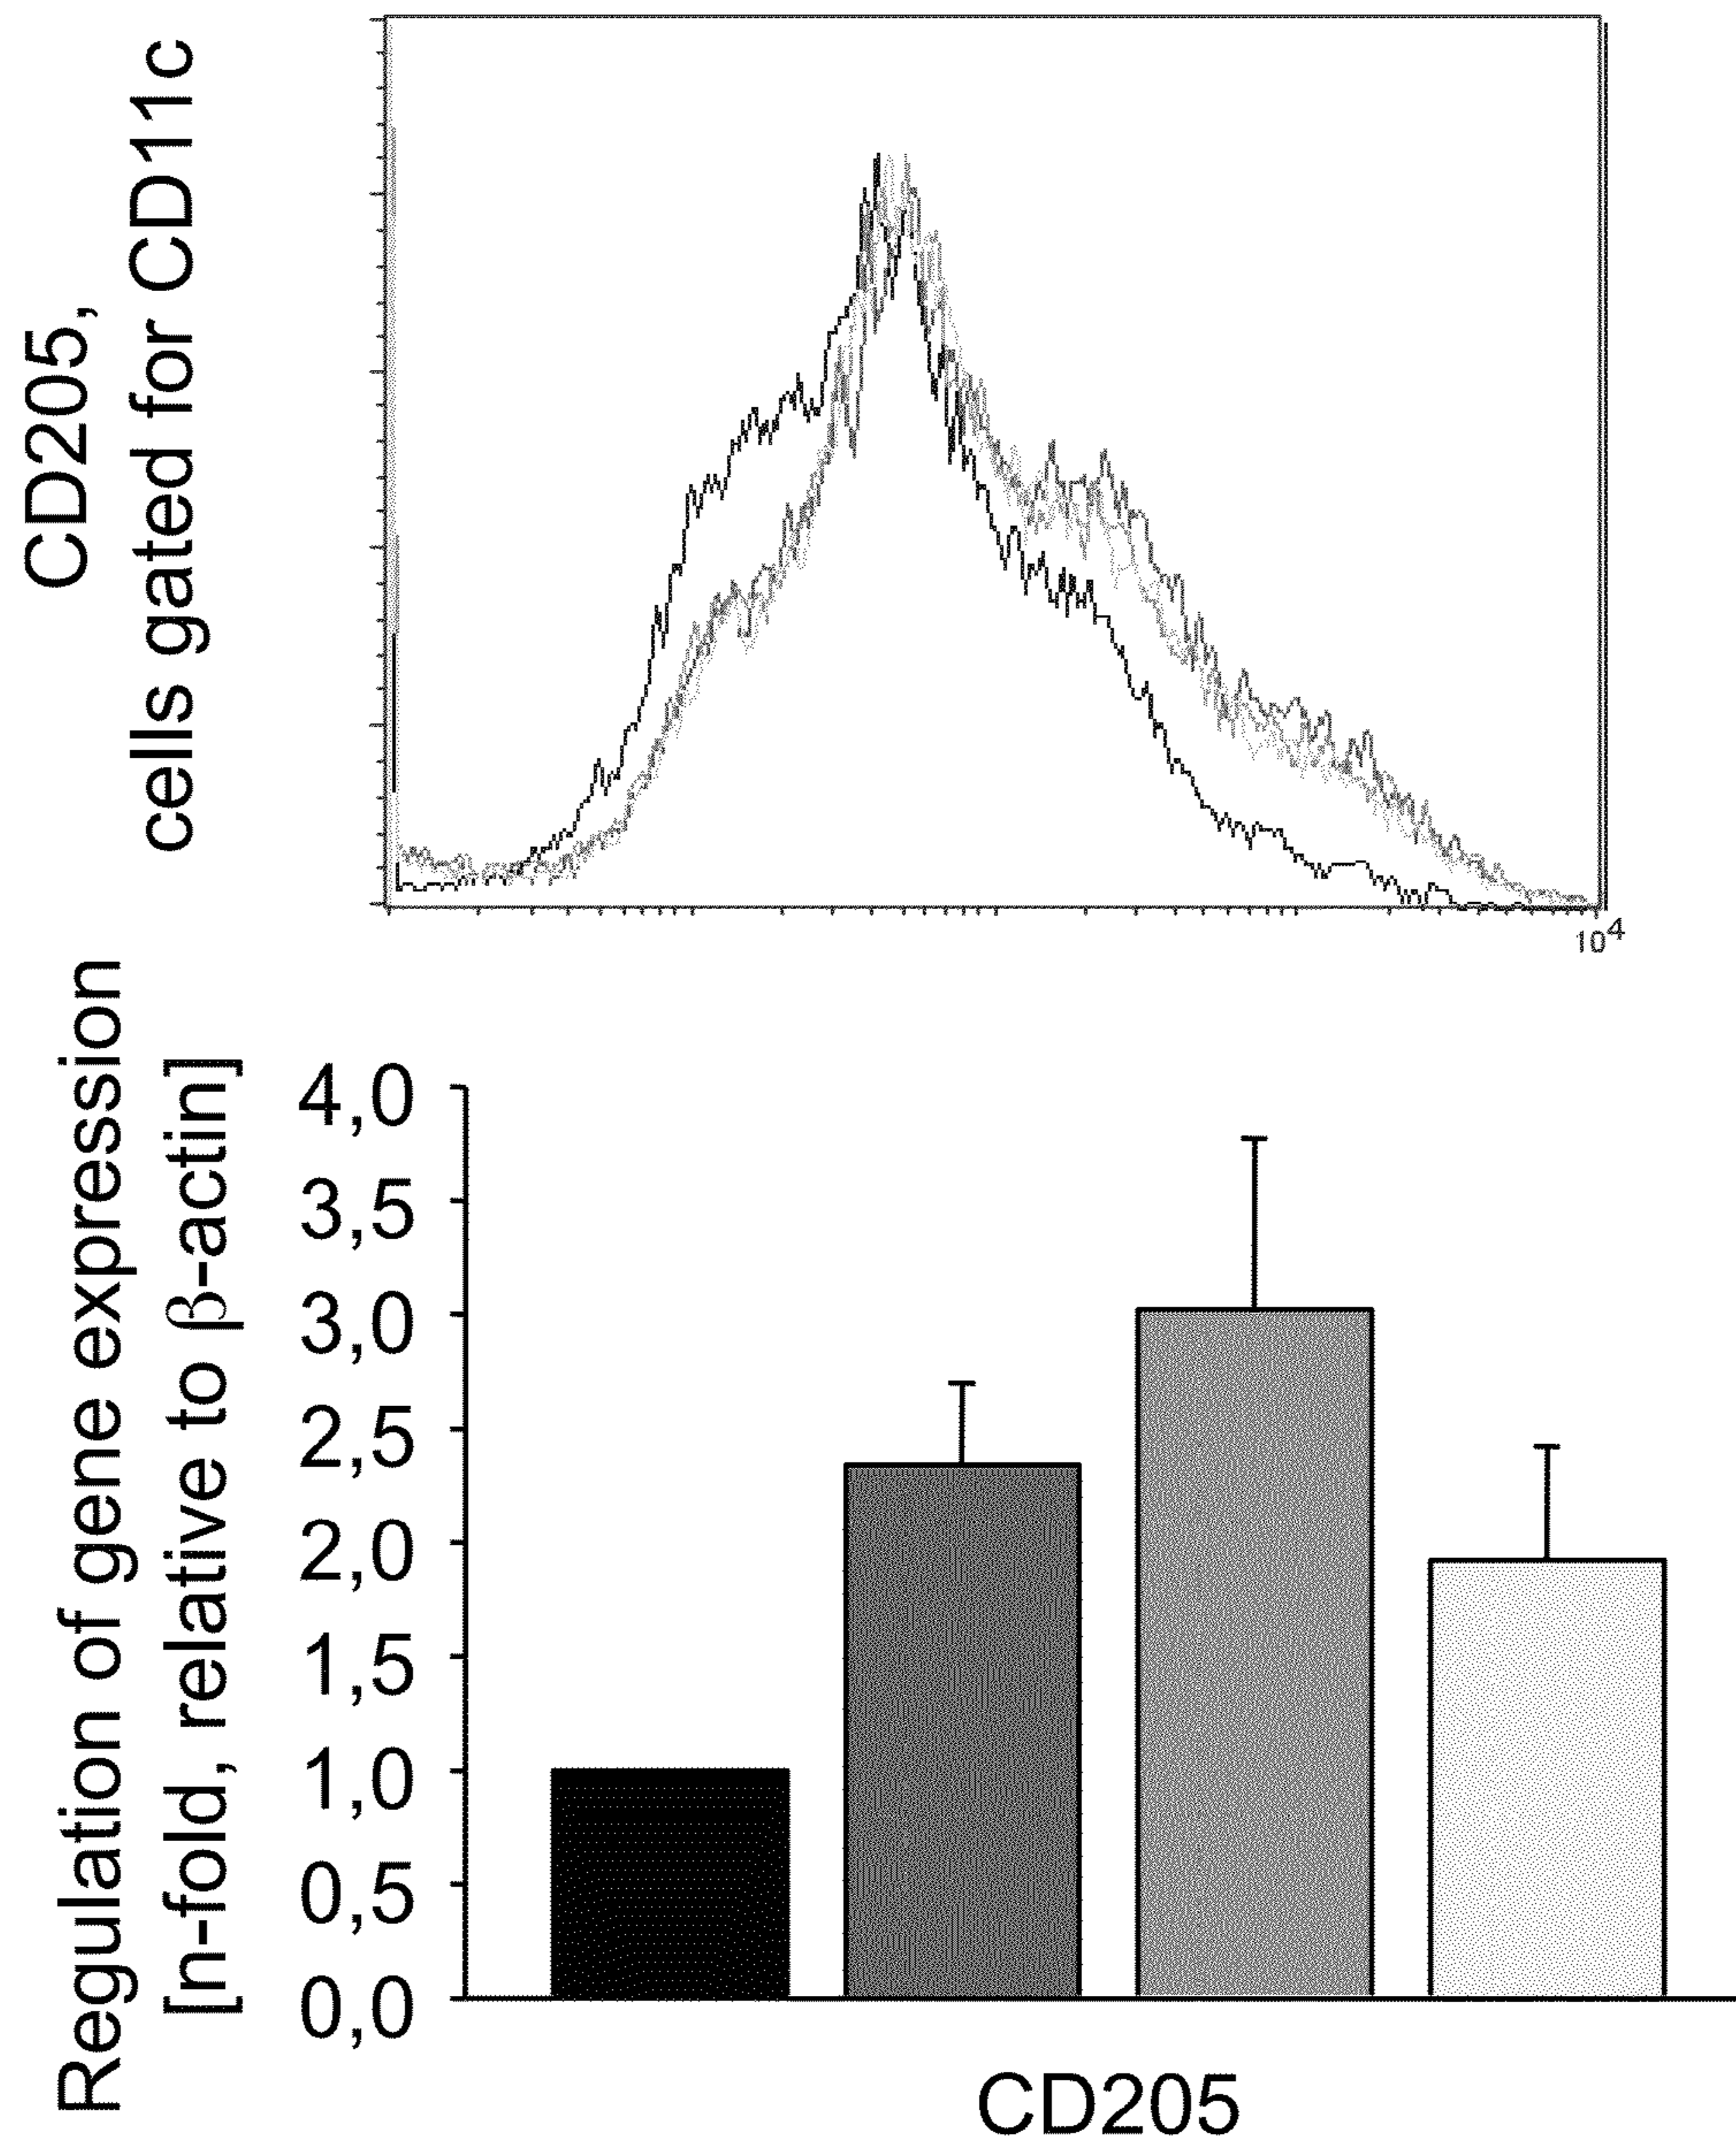 CD205,
cells gated for CD11c
10⁴
Regulation of gene expression
[n-fold, relative to β-actin]
4,0
3,5
3,0
2,5
2,0
1,5
1,0
0,5
0,0
CD205